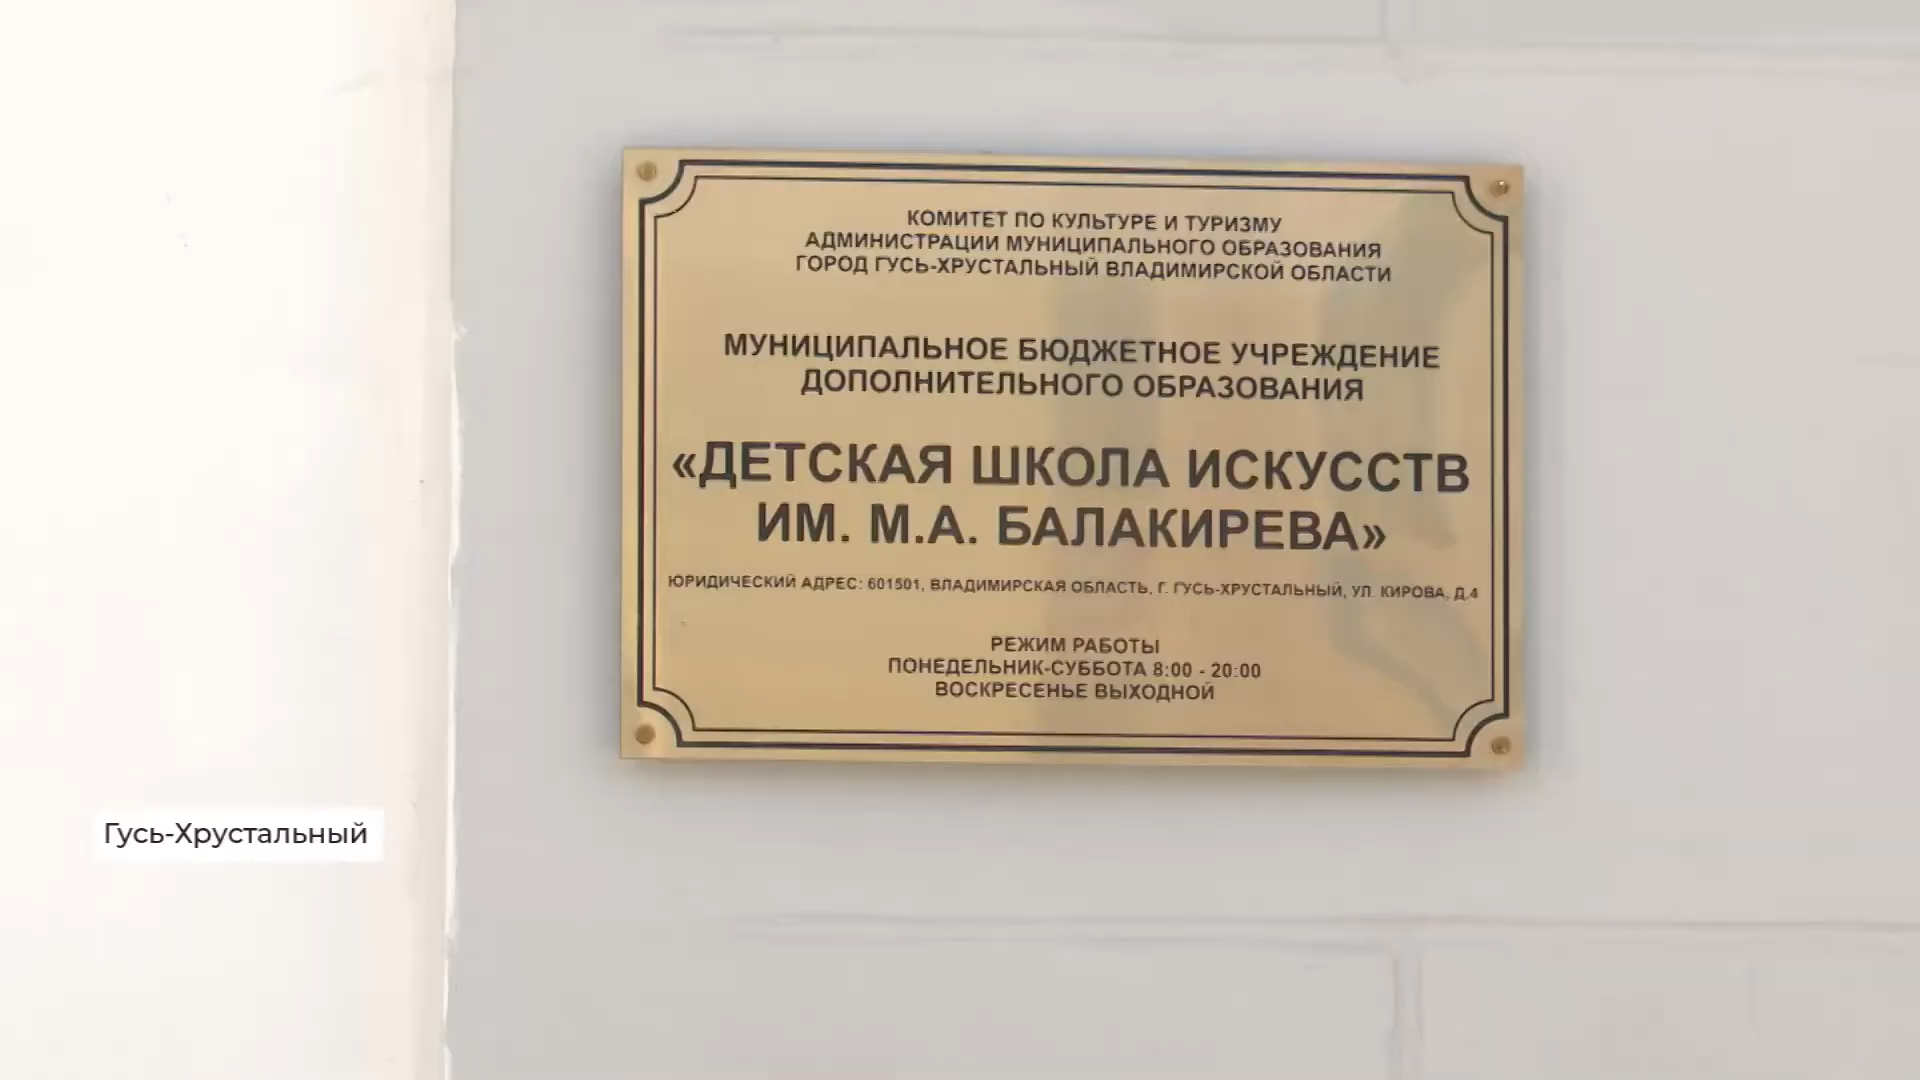 КОМИТЕТ ПО КУЛЬТУРЕ И ТУРИЗМУ
АДМИНИСТРАЦИИ МУНИЦИПАЛЬНОГО ОБРАЗОВАНИЯ
ГОРОД ГУСЬ-ХРУСТАЛЬНЫЙ ВЛАДИМИРСКОЙ ОБЛАСТИ
МУНИЦИПАЛЬНОЕ БЮДЖЕТНОЕ УЧРЕЖДЕНИЕ
ДОПОЛНИТЕЛЬНОГО ОБРАЗОВАНИЯ
«ДЕТСКАЯ ШКОЛА ИСКУССТВ
ИМ. М.А. БАЛАКИРЕВА»
ЮРИДИЧЕСКИЙ АДРЕС: 601501, ВЛАДИМИРСКАЯ ОБЛАСТЬ, Г. ГУСЬ-ХРУСТАЛЬНЫЙ, УЛ. КИРОВА, Д.4
РЕЖИМ РАБОТЫ
ПОНЕДЕЛЬНИК-СУББОТА 8:00 - 20:00
ВОСКРЕСЕНЬЕ ВЫХОДНОЙ
Гусь-Хрустальный